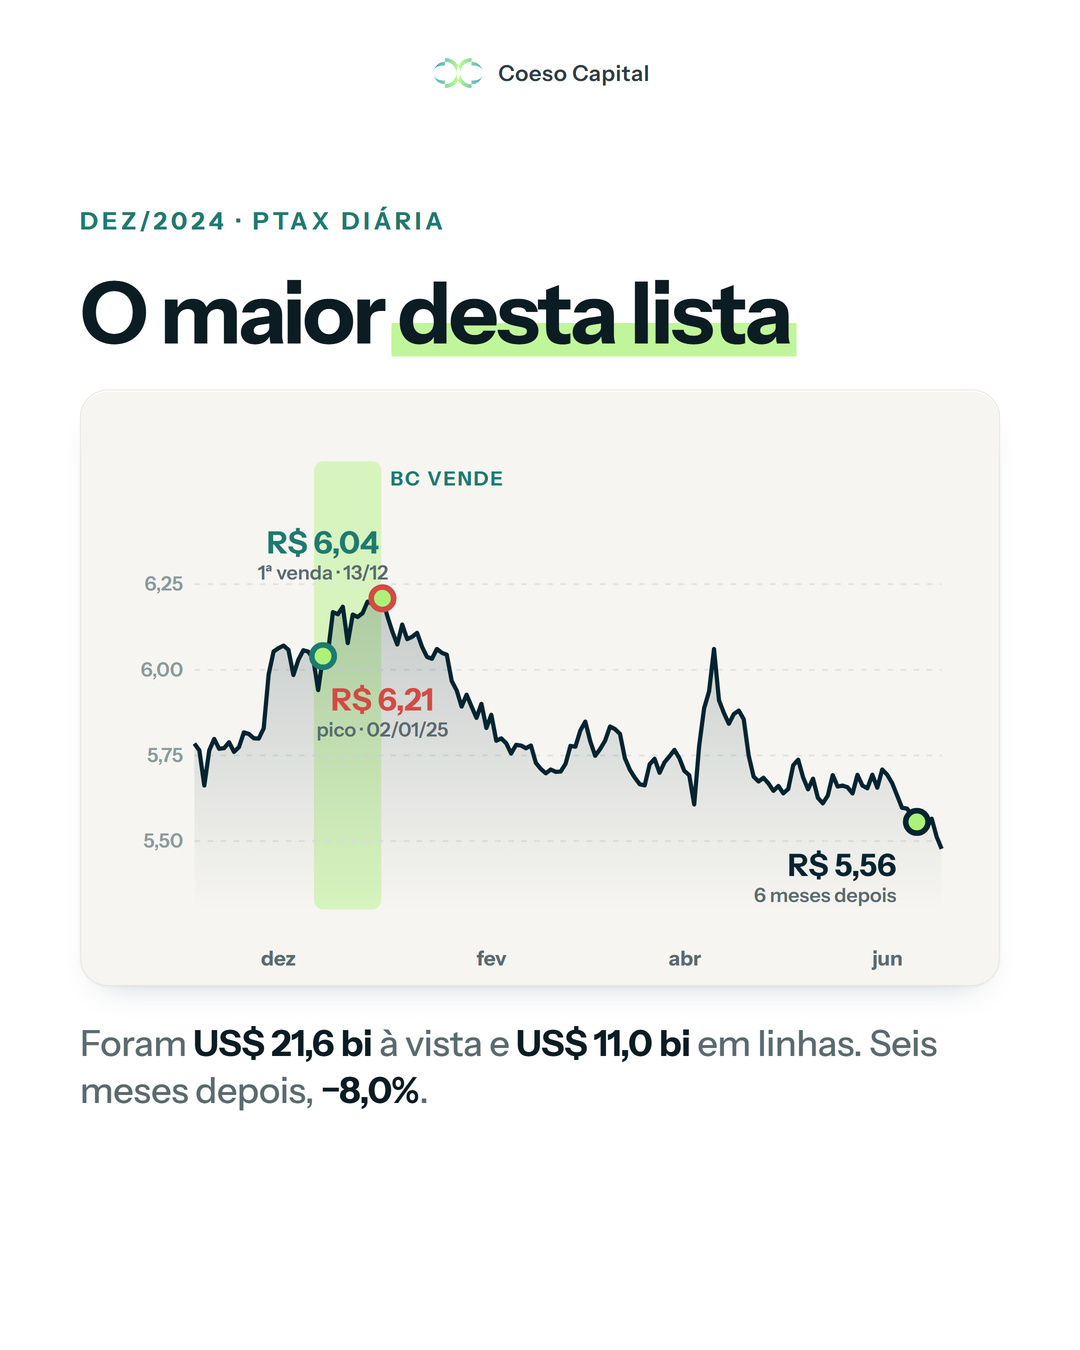 Coeso Capital
DEZ/2024 · PTAX DIÁRIA
O maior desta lista
BC VENDE
R$ 6,04
1ª venda · 13/12
6,25
6,00
R$ 6,21
pico · 02/01/25
5,75
5,50
R$ 5,56
6 meses depois
dez fev abr jun
Foram US$ 21,6 bi à vista e US$ 11,0 bi em linhas. Seis
meses depois, −8,0%.